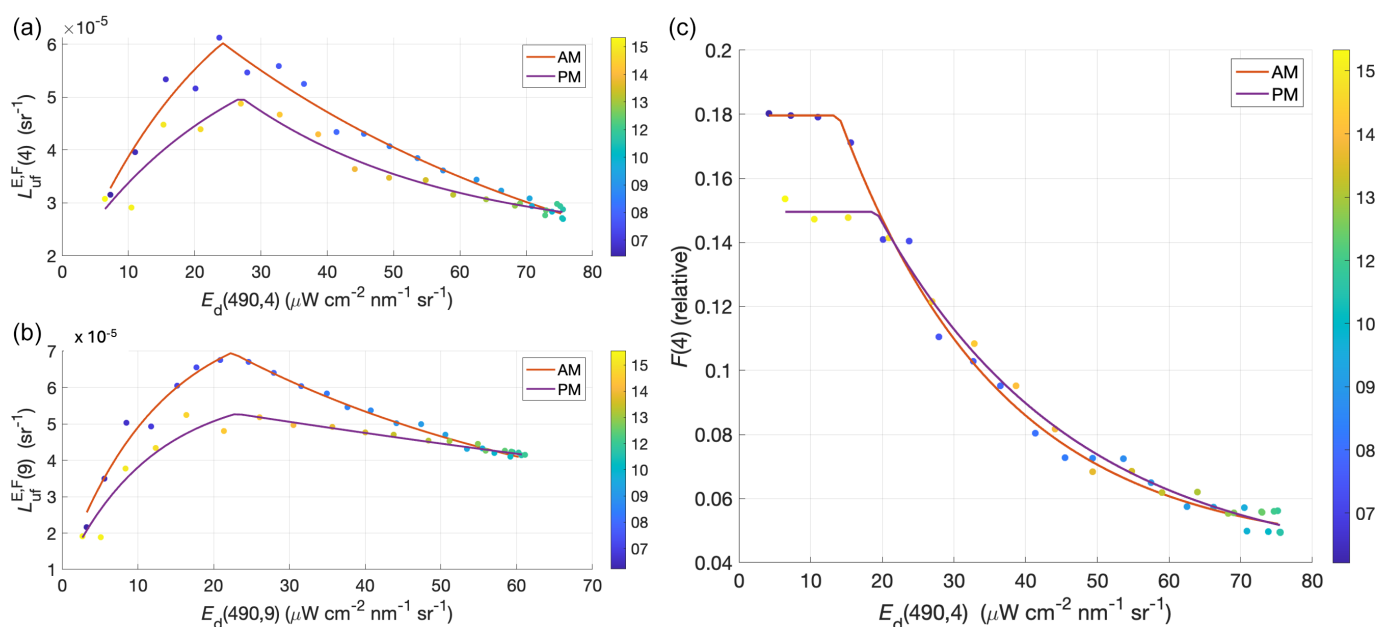 (a)
×10⁻⁵
6
5
4
3
2
L_uf^E,F(4) (sr⁻¹)
0 10 20 30 40 50 60 70 80
E_d(490,4) (μW cm⁻² nm⁻¹ sr⁻¹)
AM
PM
15
14
13
12
11
10
09
08
07
(b)
x 10⁻⁵
7
6
5
4
3
2
1
L_uf^E,F(9) (sr⁻¹)
0 10 20 30 40 50 60 70
E_d(490,9) (μW cm⁻² nm⁻¹ sr⁻¹)
AM
PM
15
14
13
12
11
10
09
08
07
(c)
0.2
0.18
0.16
0.14
0.12
0.1
0.08
0.06
0.04
F(4) (relative)
0 10 20 30 40 50 60 70 80
E_d(490,4) (μW cm⁻² nm⁻¹ sr⁻¹)
AM
PM
15
14
13
12
11
10
09
08
07